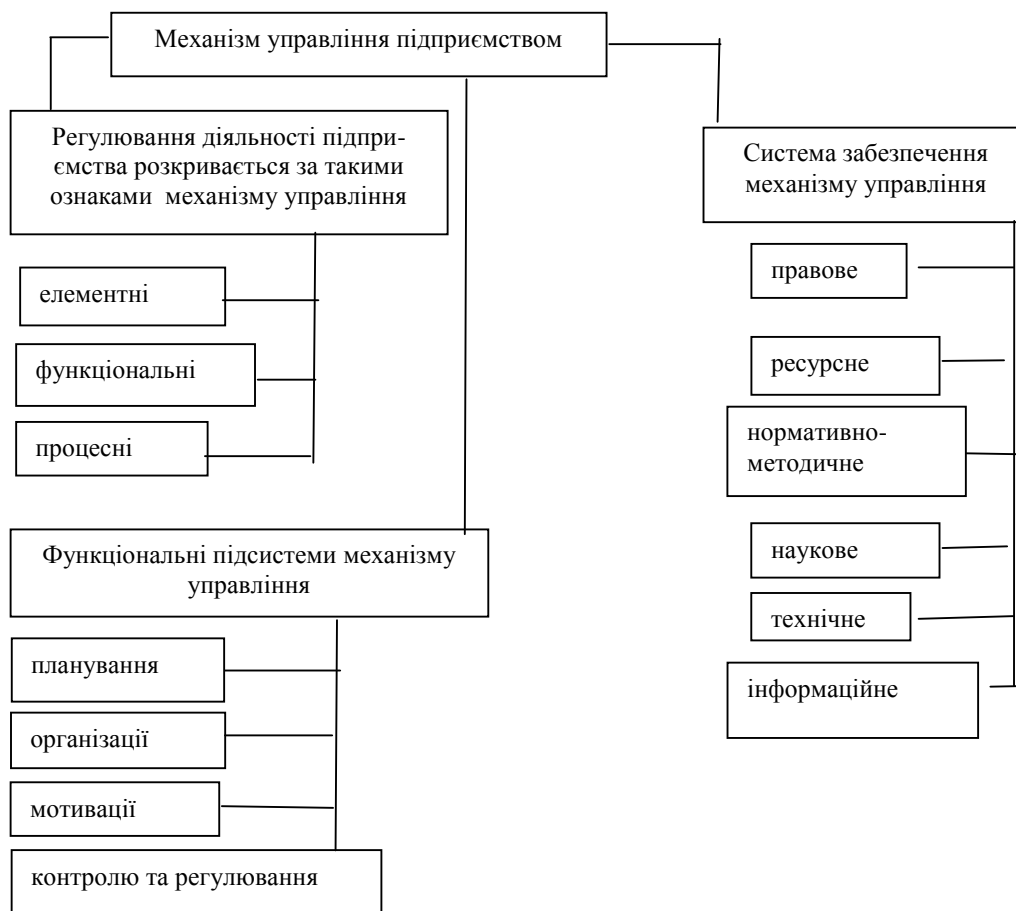 Механізм управління підприємством
Регулювання діяльності підпри-
ємства розкривається за такими
ознаками механізму управління
елементні
функціональні
процесні
Функціональні підсистеми механізму
управління
планування
організації
мотивації
контролю та регулювання
Система забезпечення
механізму управління
правове
ресурсне
нормативно-
методичне
наукове
технічне
інформаційне